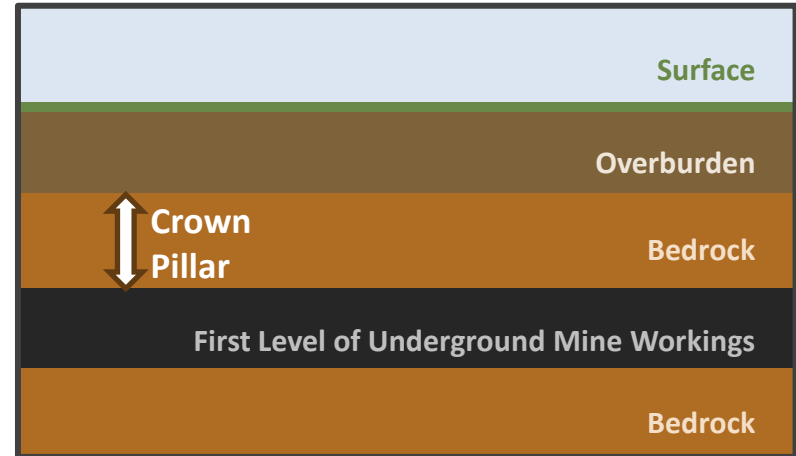 Surface
Overburden
Crown
Pillar
Bedrock
First Level of Underground Mine Workings
Bedrock